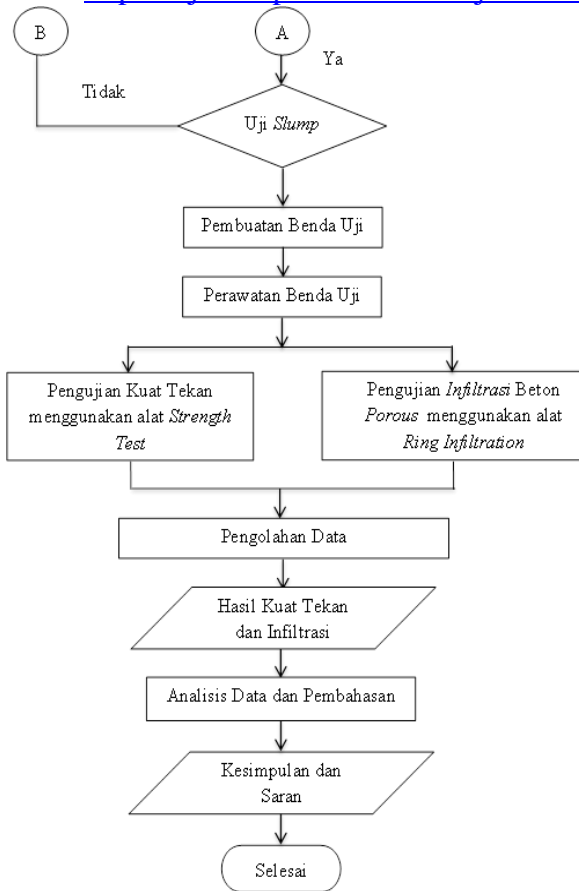 B
A
Ya
Tidak
Uji Slump
Pembuatan Benda Uji
Perawatan Benda Uji
Pengujian Kuat Tekan
menggunakan alat Strength
Test
Pengujian Infiltrasi Beton
Porous menggunakan alat
Ring Infiltration
Pengolahan Data
Hasil Kuat Tekan
dan Infiltrasi
Analisis Data dan Pembahasan
Kesimpulan dan
Saran
Selesai